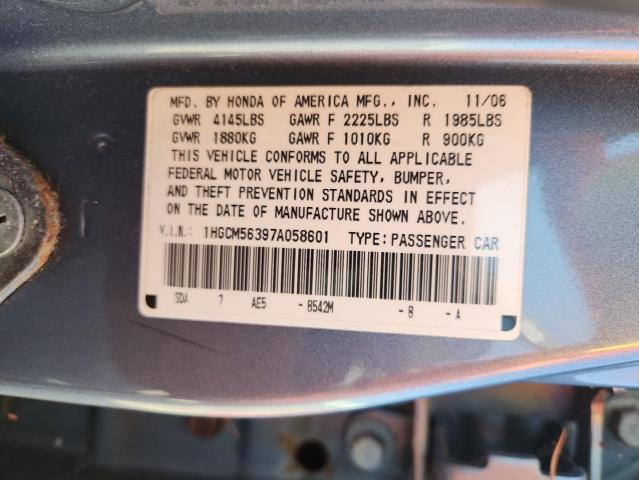 MFD. BY HONDA OF AMERICA MFG., INC. 11/06
GVWR 4145LBS GAWR F 2225LBS R 1985LBS
GVWR 1880KG GAWR F 1010KG R 900KG
THIS VEHICLE CONFORMS TO ALL APPLICABLE
FEDERAL MOTOR VEHICLE SAFETY, BUMPER,
AND THEFT PREVENTION STANDARDS IN EFFECT
ON THE DATE OF MANUFACTURE SHOWN ABOVE.
V.I.N.: 1HGCM56397A058601 TYPE: PASSENGER CAR
SDA 7 AE5 - B542M - B - A